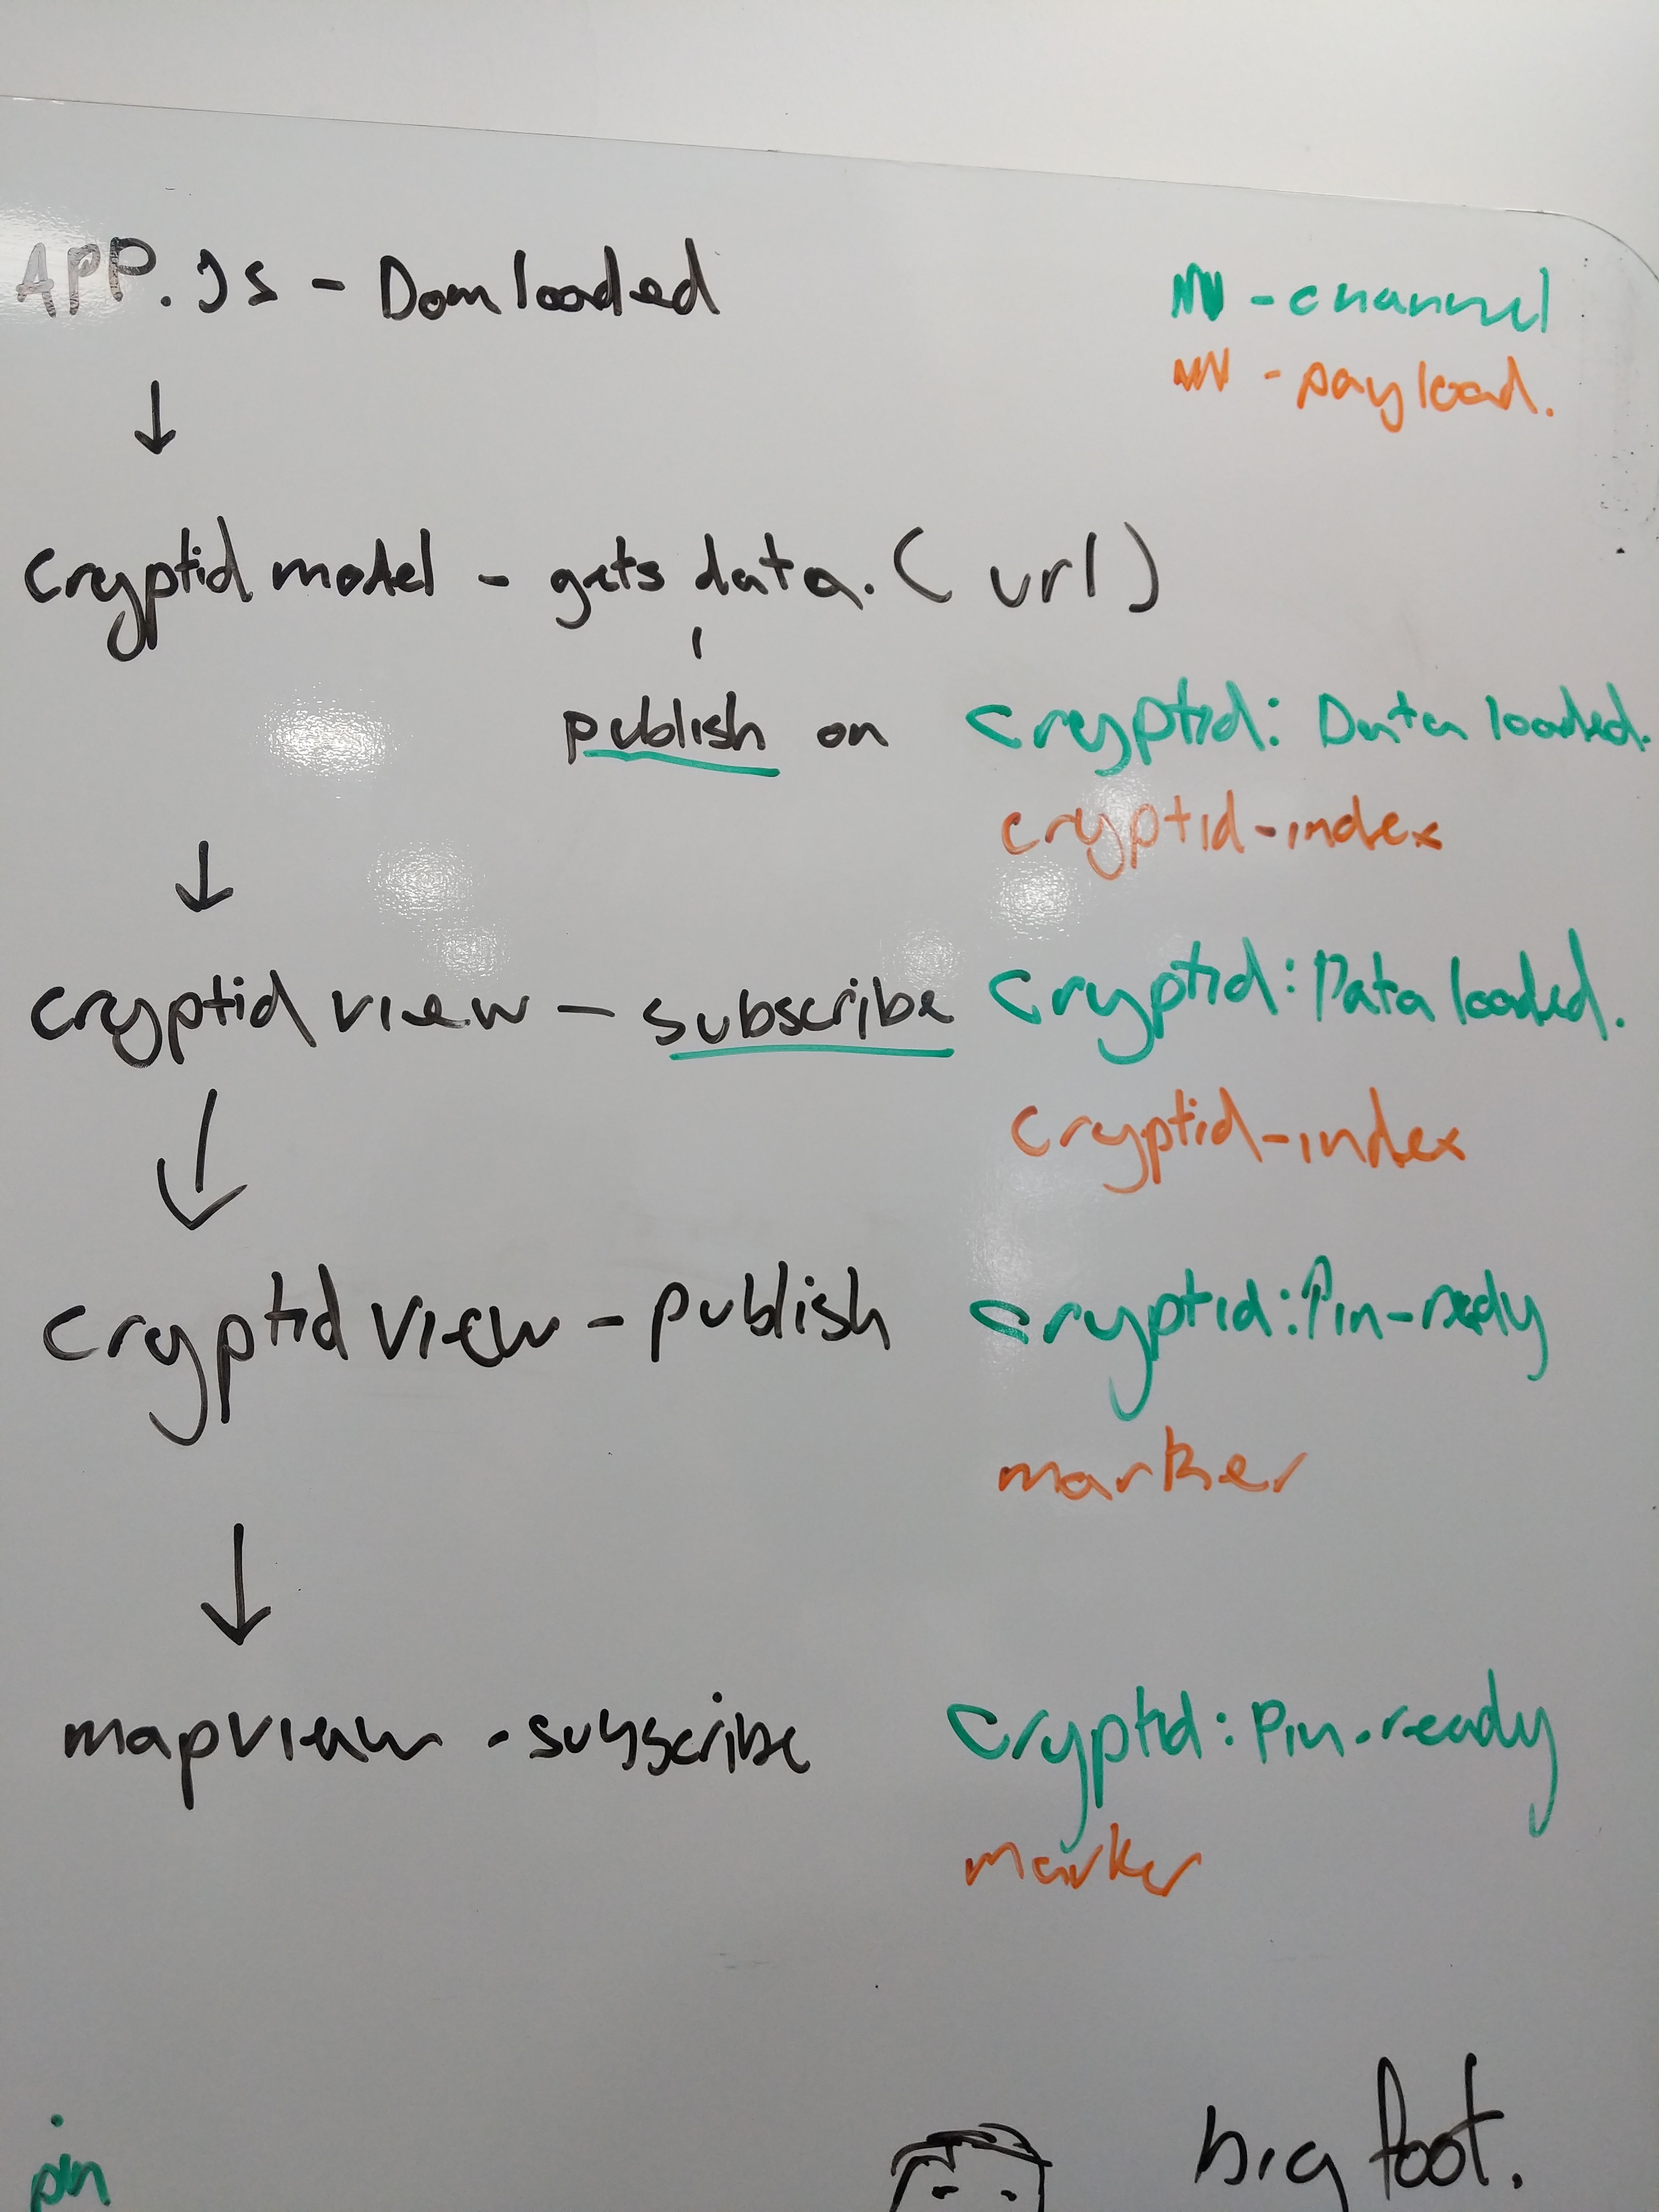 APP.JS - Dom loaded
- channel
- payload.
cryptid model - gets data. (url)
publish on cryptid: Data loaded.
cryptid-index
cryptid view - subscribe cryptid: Data loaded.
cryptid-index
cryptid view - publish cryptid: Pin-ready
marker
mapview - subscribe cryptid: Pin-ready
marker
big foot.
pin